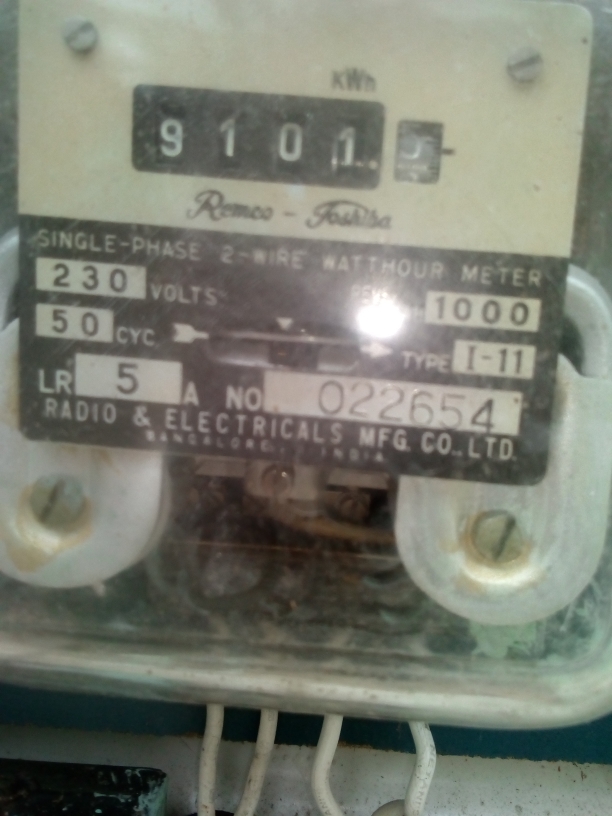 KWh
9101
Remco - Toshiba
SINGLE-PHASE 2-WIRE WATTHOUR METER
230 VOLTS 1000
50 CYC. TYPE I-11
LR 5 A NO 022654
RADIO & ELECTRICALS MFG. CO., LTD.
BANGALORE, INDIA